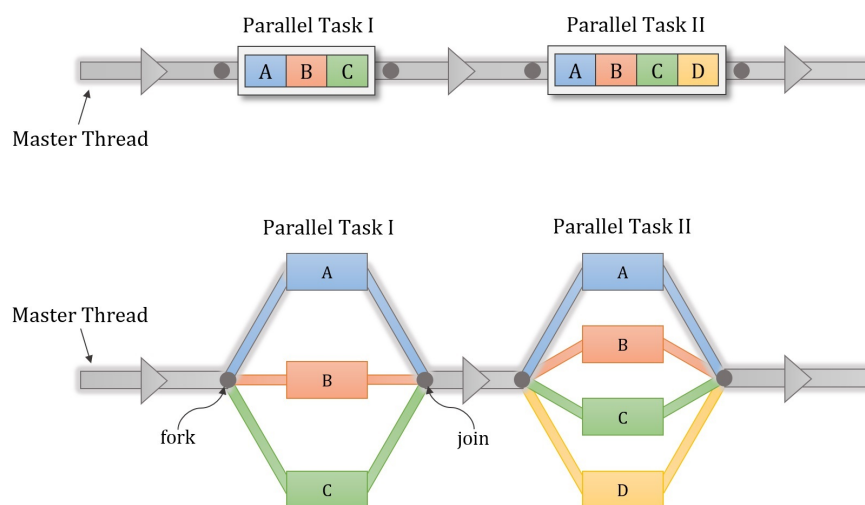 Parallel Task I
Parallel Task II
A B C
A B C D
Master Thread
Parallel Task I
Parallel Task II
A
A
Master Thread
B
B
C
fork
join
C
D